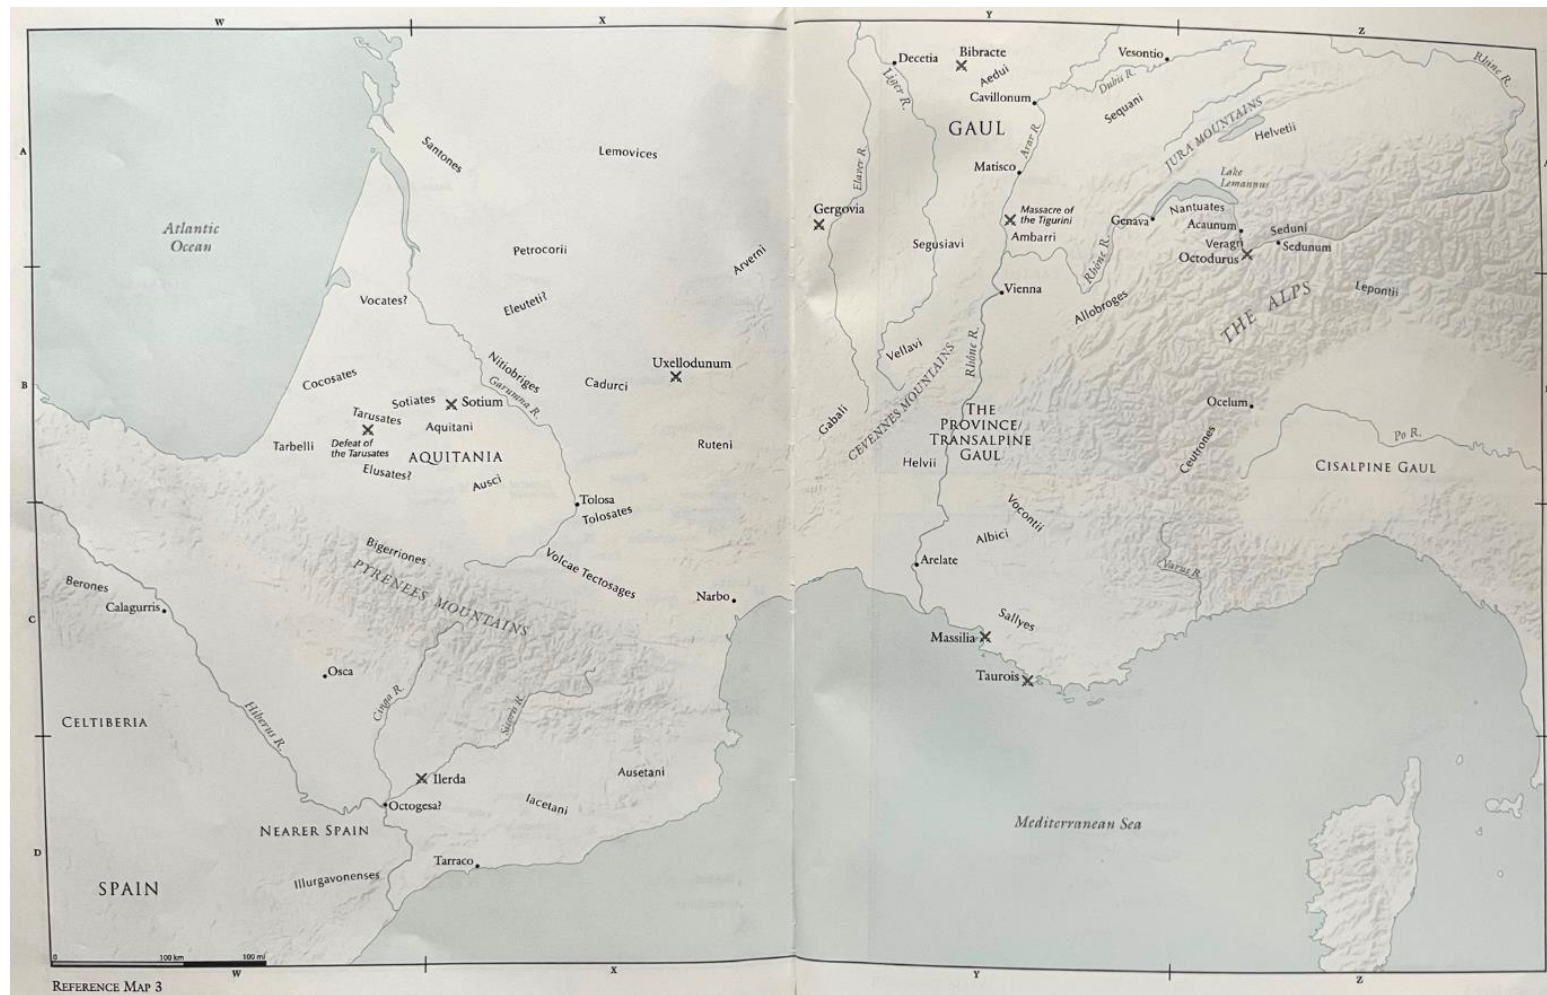 W
X
Y
Z
Decetia
Bibracte
Aedui
Vesontio
Rhine R.
Liger R.
Cavillonum
Dubis R.
Sequani
GAUL
Arar R.
JURA MOUNTAINS
Helvetii
A
Santones
Lemovices
Elaver R.
Matisco
Lake
Lemannus
Atlantic
Ocean
Gergovia
Massacre of
the Tigurini
Ambarri
Genava
Nantuates
Acaunum
Seduni
Veragri
Sedunum
Octodurus
Petrocorii
Arverni
Segusiavi
Rhône R.
Vocates?
Eleuteti?
Vienna
Allobroges
THE ALPS
Lepontii
Nitiobriges
Garumna R.
Uxellodunum
Vellavi
Rhône R.
B
Cocosates
Cadurci
Sotiates
Sotium
Tarusates
Aquitani
Gabali
CEVENNES MOUNTAINS
THE
PROVINCE/
TRANSALPINE
GAUL
Ocelum
Ceutrones
Po R.
Tarbelli
Defeat of
the Tarusates
AQUITANIA
Ruteni
Helvii
CISALPINE GAUL
Elusates?
Ausci
Tolosa
Tolosates
Vocontii
Albici
Bigerriones
Volcae Tectosages
Arelate
Varus R.
PYRENEES MOUNTAINS
Berones
Calagurris
Narbo
C
Sallyes
Massilia
Taurois
Osca
Cinga R.
Sicoris R.
CELTIBERIA
Hiberus R.
Ilerda
Ausetani
Octogesa?
Iacetani
NEARER SPAIN
Mediterranean Sea
D
Tarraco
SPAIN
Illurgavonenses
0
100 km
100 mi
W
X
Y
Z
REFERENCE MAP 3